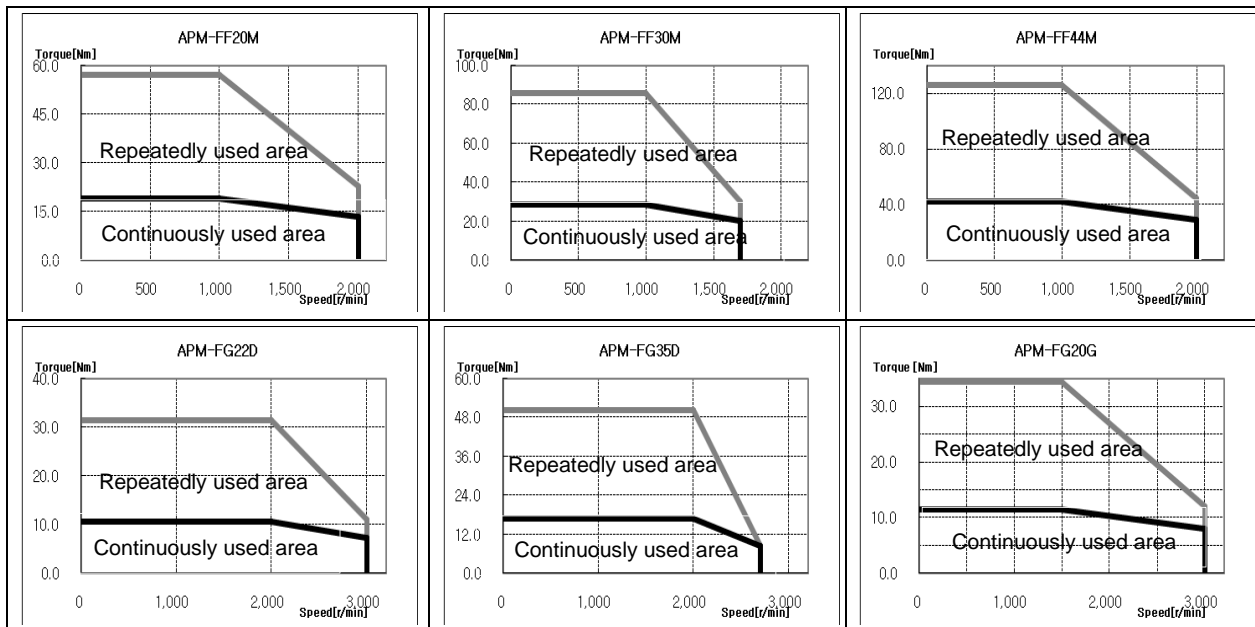 APM-FF20M
Torque[Nm]
60.0
45.0
30.0
15.0
0.0
Repeatedly used area
Continuously used area
0 500 1,000 1,500 2,000
Speed[r/min]
APM-FF30M
Torque[Nm]
100.0
80.0
60.0
40.0
20.0
0.0
Repeatedly used area
Continuously used area
0 500 1,000 1,500 2,000
Speed[r/min]
APM-FF44M
Torque[Nm]
120.0
80.0
40.0
0.0
Repeatedly used area
Continuously used area
0 500 1,000 1,500 2,000
Speed[r/min]
APM-FG22D
Torque[Nm]
40.0
30.0
20.0
10.0
0.0
Repeatedly used area
Continuously used area
0 1,000 2,000 3,000
Speed[r/min]
APM-FG35D
Torque[Nm]
60.0
48.0
36.0
24.0
12.0
0.0
Repeatedly used area
Continuously used area
0 1,000 2,000 3,000
Speed[r/min]
APM-FG20G
Torque [Nm]
30.0
20.0
10.0
0.0
Repeatedly used area
Continuously used area
0 1,000 2,000 3,000
Speed[r/min]